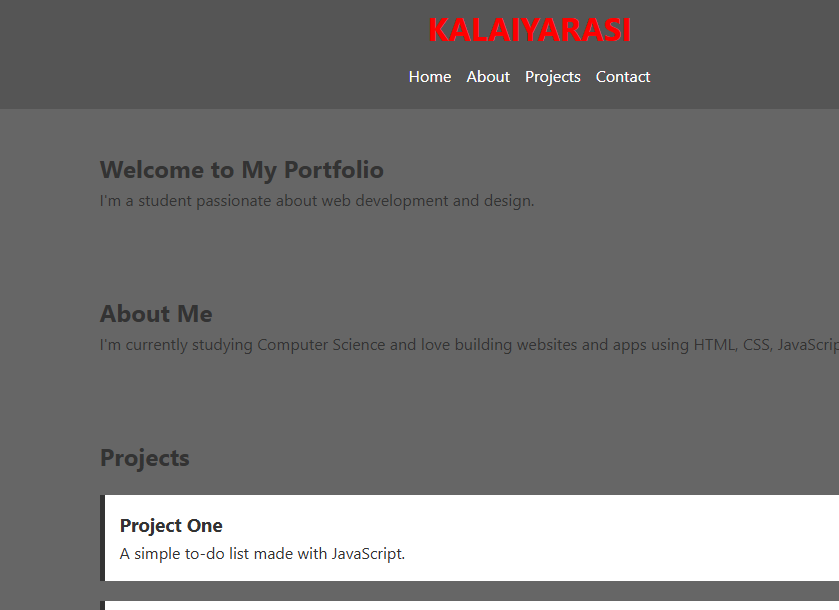 KALAIYARASI
Home About Projects Contact
Welcome to My Portfolio
I'm a student passionate about web development and design.
About Me
I'm currently studying Computer Science and love building websites and apps using HTML, CSS, JavaScrip
Projects
Project One
A simple to-do list made with JavaScript.